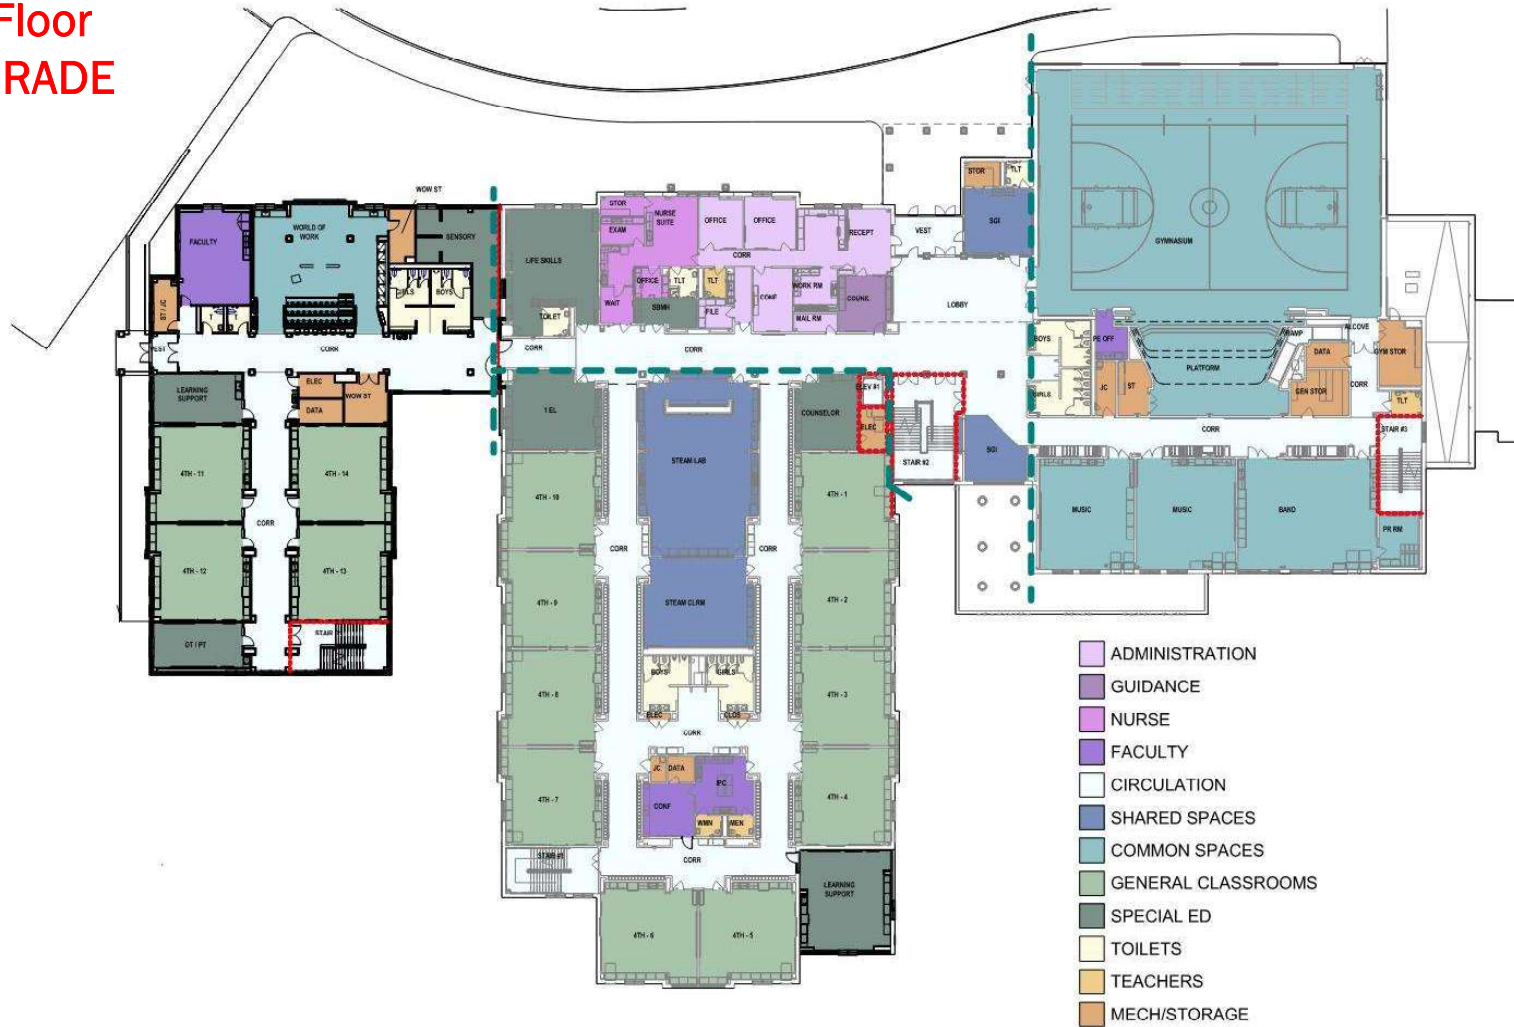 Floor
RADE
WOW ST
FACULTY
WORLD OF
WORK
SENSORY
GIRLS
BOYS
ST / JC
CORR
LEARNING
SUPPORT
ELEC
DATA
WOW ST
4TH - 11
4TH - 14
CORR
4TH - 12
4TH - 13
OT / PT
STAIR
LIFE SKILLS
TOILET
STOR
EXAM
NURSE
SUITE
OFFICE
OFFICE
RECEPT
CORR
WAIT
OFFICE
TLT
TLT
SBMH
FILE
CONF
WORK RM
MAIL RM
COUNS.
VEST
STOR
TLT
SGI
LOBBY
CORR
CORR
GYMNASIUM
BOYS
GIRLS
PE OFF
JC
ST
PLATFORM
RAMP
DATA
GEN STOR
ALCOVE
GYM STOR
CORR
TLT
CORR
STAIR #3
MUSIC
MUSIC
BAND
PR RM
1 EL
STEAM LAB
COUNSELOR
ELEV #1
ELEC
STAIR #2
SGI
4TH - 10
4TH - 1
CORR
CORR
4TH - 9
STEAM CLRM
4TH - 2
BOYS
GIRLS
4TH - 8
4TH - 3
ELEC
CLOS
CORR
JC
DATA
IPC
CONF
WMN
MEN
4TH - 7
4TH - 4
STAIR #1
CORR
LEARNING
SUPPORT
4TH - 6
4TH - 5
ADMINISTRATION
GUIDANCE
NURSE
FACULTY
CIRCULATION
SHARED SPACES
COMMON SPACES
GENERAL CLASSROOMS
SPECIAL ED
TOILETS
TEACHERS
MECH/STORAGE